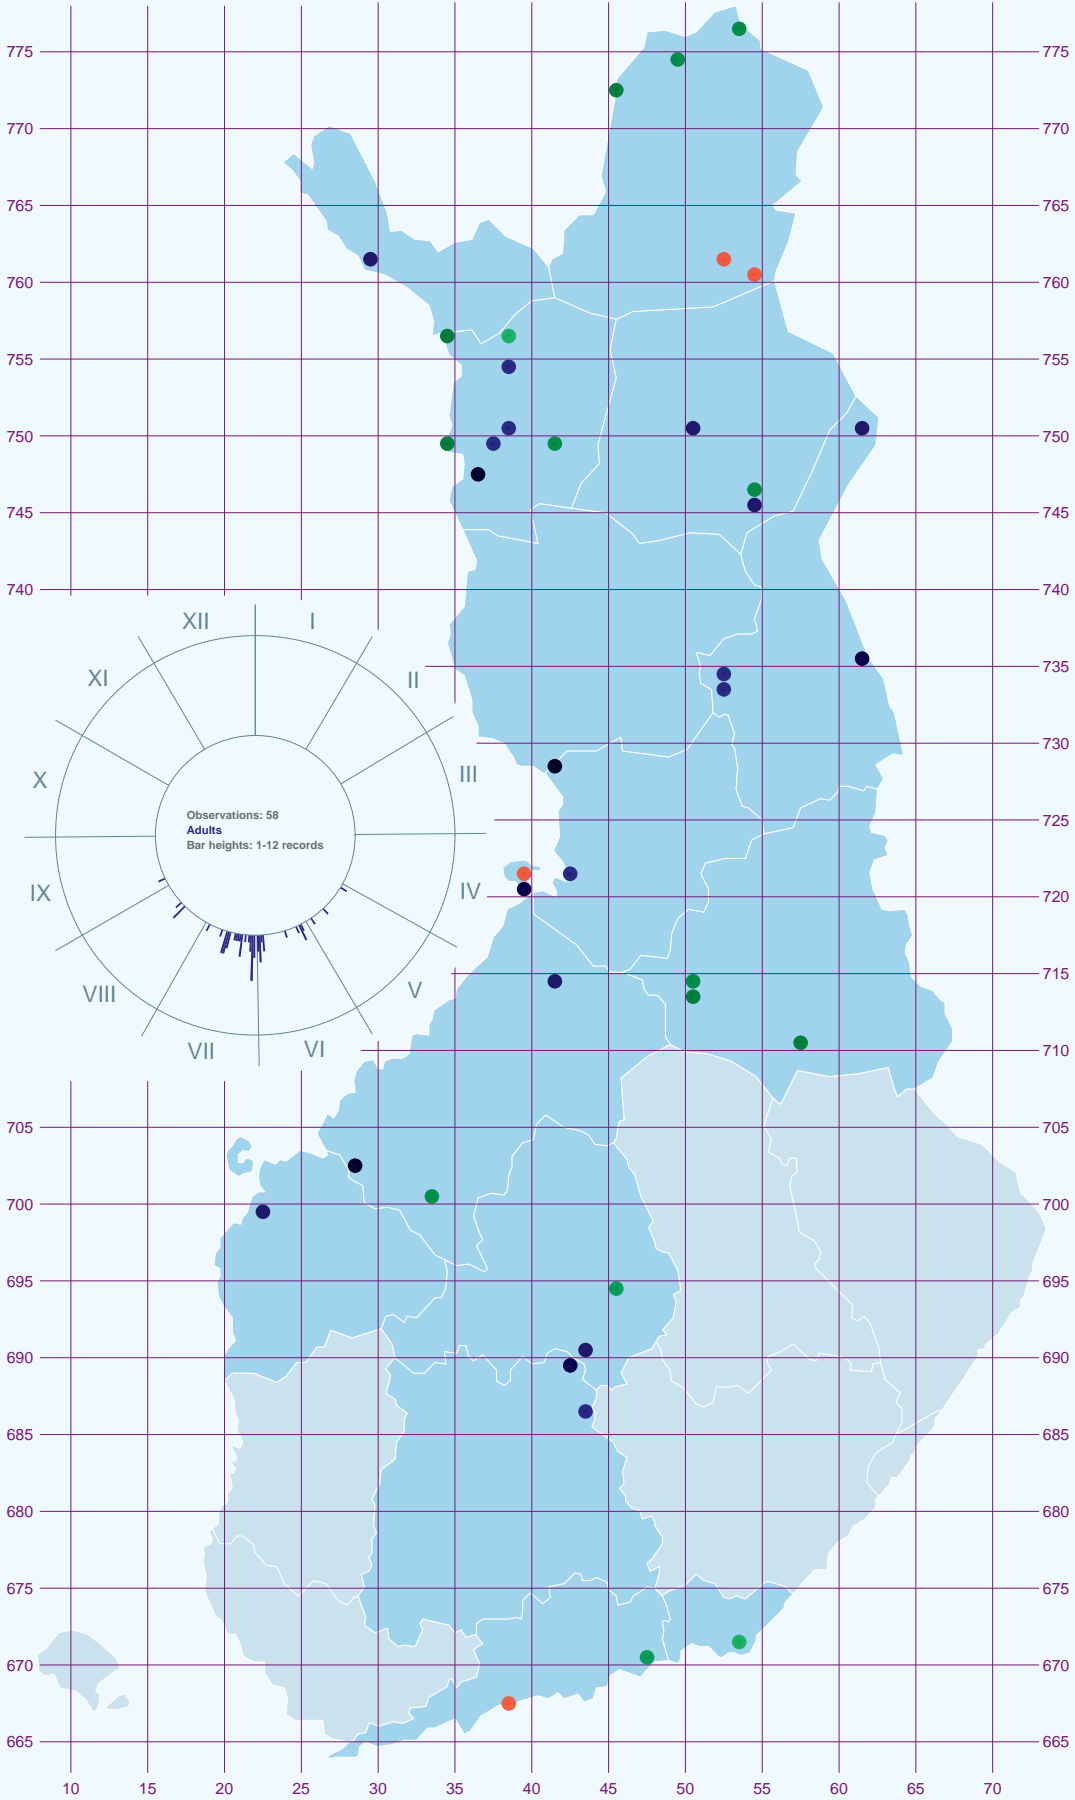 775 775
770 770
765 765
760 760
755 755
750 750
745 745
740 740
XII I
XI II
735
730
X III
Observations: 58
Adults
Bar heights: 1-12 records
725
IX IV
720
VIII V
715
VII VI
710
705 705
700 700
695 695
690 690
685 685
680 680
675 675
670 670
665 665
10 15 20 25 30 35 40 45 50 55 60 65 70